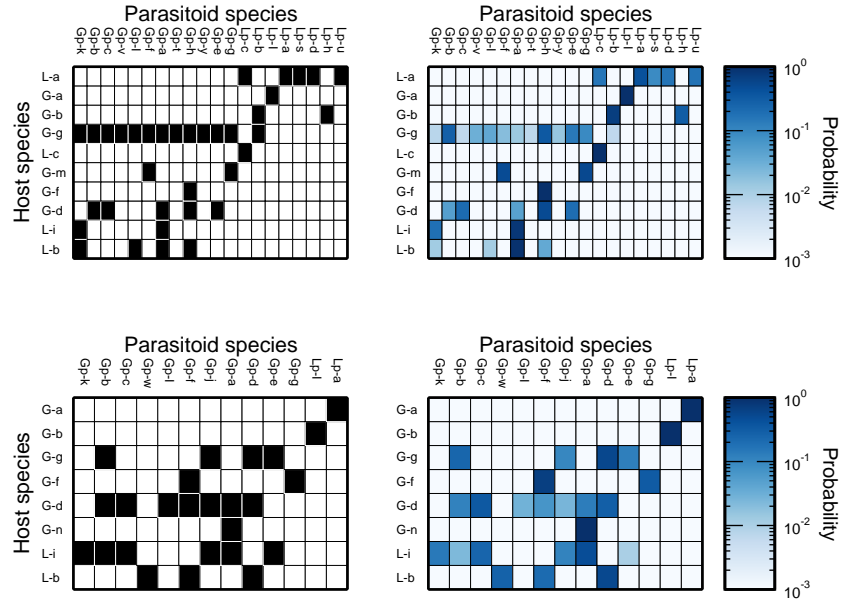 Parasitoid species
Gp-k Gp-b Gp-c Gp-v Gp-l Gp-f Gp-a Gp-t Gp-h Gp-y Gp-e Gp-g Lp-c Lp-b Lp-l Lp-a Lp-s Lp-d Lp-h Lp-u
Host species
L-a
G-a
G-b
G-g
L-c
G-m
G-f
G-d
L-i
L-b
Parasitoid species
Gp-k Gp-b Gp-c Gp-v Gp-l Gp-f Gp-a Gp-t Gp-h Gp-y Gp-e Gp-g Lp-c Lp-b Lp-l Lp-a Lp-s Lp-d Lp-h Lp-u
L-a
G-a
G-b
G-g
L-c
G-m
G-f
G-d
L-i
L-b
10^0
10^-1
10^-2
10^-3
Probability
Parasitoid species
Gp-k Gp-b Gp-c Gp-w Gp-l Gp-f Gp-j Gp-a Gp-d Gp-e Gp-g Lp-l Lp-a
Host species
G-a
G-b
G-g
G-f
G-d
G-n
L-i
L-b
Parasitoid species
Gp-k Gp-b Gp-c Gp-w Gp-l Gp-f Gp-j Gp-a Gp-d Gp-e Gp-g Lp-l Lp-a
G-a
G-b
G-g
G-f
G-d
G-n
L-i
L-b
10^0
10^-1
10^-2
10^-3
Probability